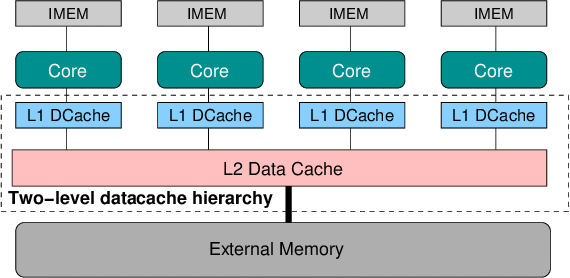 IMEM IMEM IMEM IMEM
Core Core Core Core
L1 DCache L1 DCache L1 DCache L1 DCache
L2 Data Cache
Two-level datacache hierarchy
External Memory